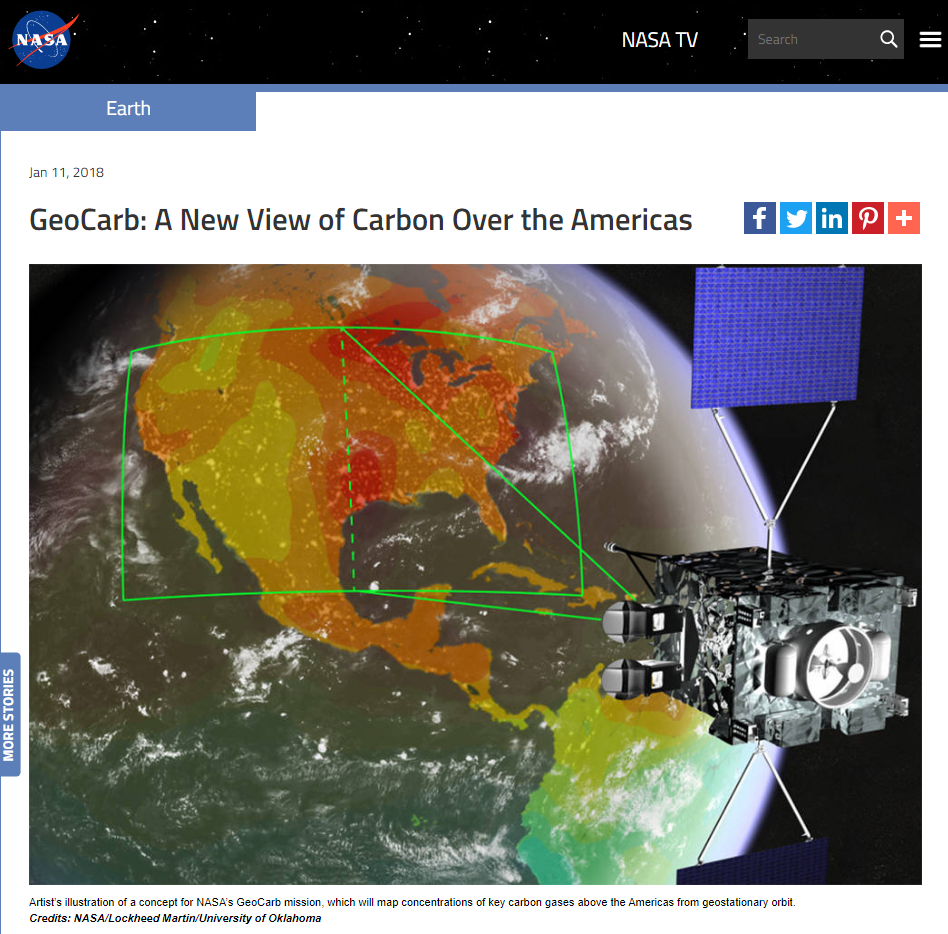 NASA
NASA TV
Search
Earth
Jan 11, 2018
GeoCarb: A New View of Carbon Over the Americas
MORE STORIES
Artist's illustration of a concept for NASA's GeoCarb mission, which will map concentrations of key carbon gases above the Americas from geostationary orbit.
Credits: NASA/Lockheed Martin/University of Oklahoma